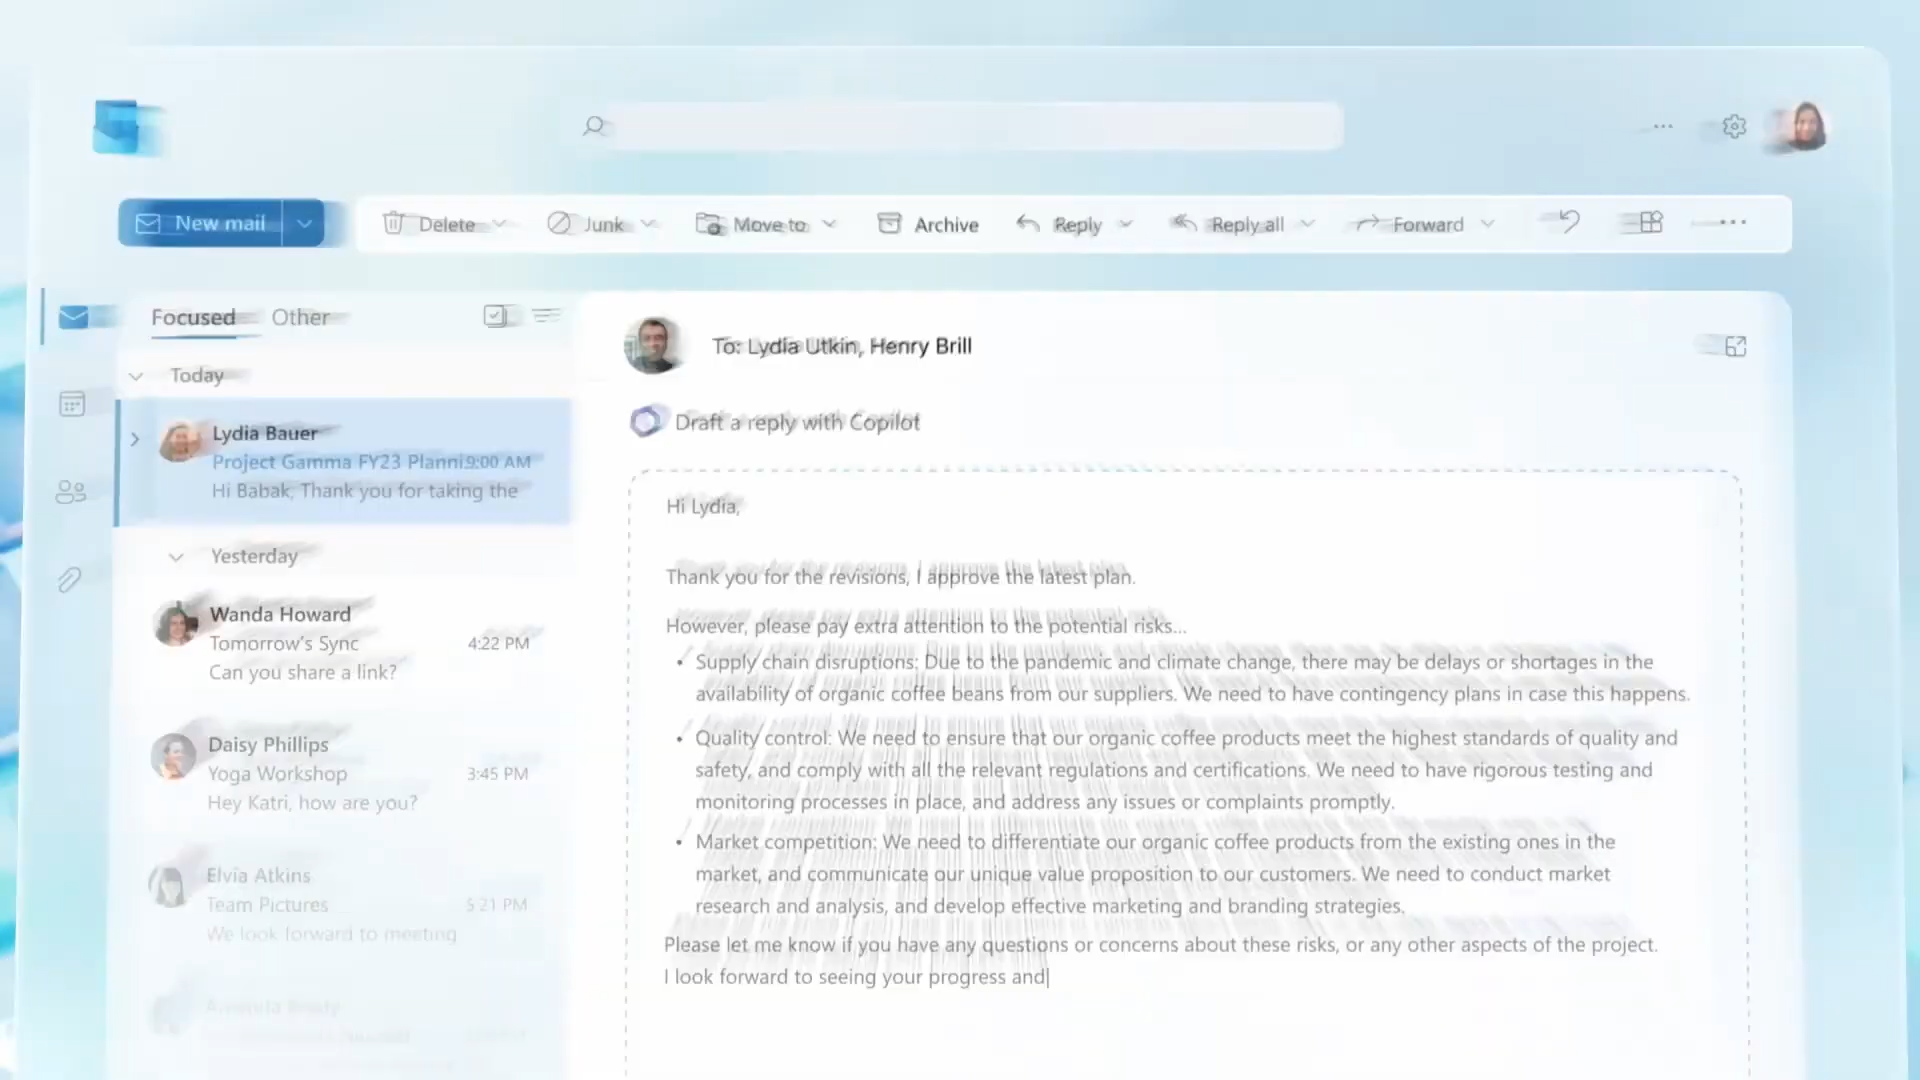 New mail
Delete
Junk
Move to
Archive
Reply
Reply all
Forward
Focused
Other
Today
Lydia Bauer
Project Gamma FY23 Planni9:00 AM
Hi Babak, Thank you for taking the
Yesterday
Wanda Howard
Tomorrow's Sync 4:22 PM
Can you share a link?
Daisy Phillips
Yoga Workshop 3:45 PM
Hey Katri, how are you?
Elvia Atkins
Team Pictures 5 21 PM
We look forward to meeting
To: Lydia Utkin, Henry Brill
Draft a reply with Copilot
Hi Lydia,
Thank you for the revisions, I approve the latest plan.
However, please pay extra attention to the potential risks...
• Supply chain disruptions: Due to the pandemic and climate change, there may be delays or shortages in the
availability of organic coffee beans from our suppliers. We need to have contingency plans in case this happens.
• Quality control: We need to ensure that our organic coffee products meet the highest standards of quality and
safety, and comply with all the relevant regulations and certifications. We need to have rigorous testing and
monitoring processes in place, and address any issues or complaints promptly.
• Market competition: We need to differentiate our organic coffee products from the existing ones in the
market, and communicate our unique value proposition to our customers. We need to conduct market
research and analysis, and develop effective marketing and branding strategies.
Please let me know if you have any questions or concerns about these risks, or any other aspects of the project.
I look forward to seeing your progress and